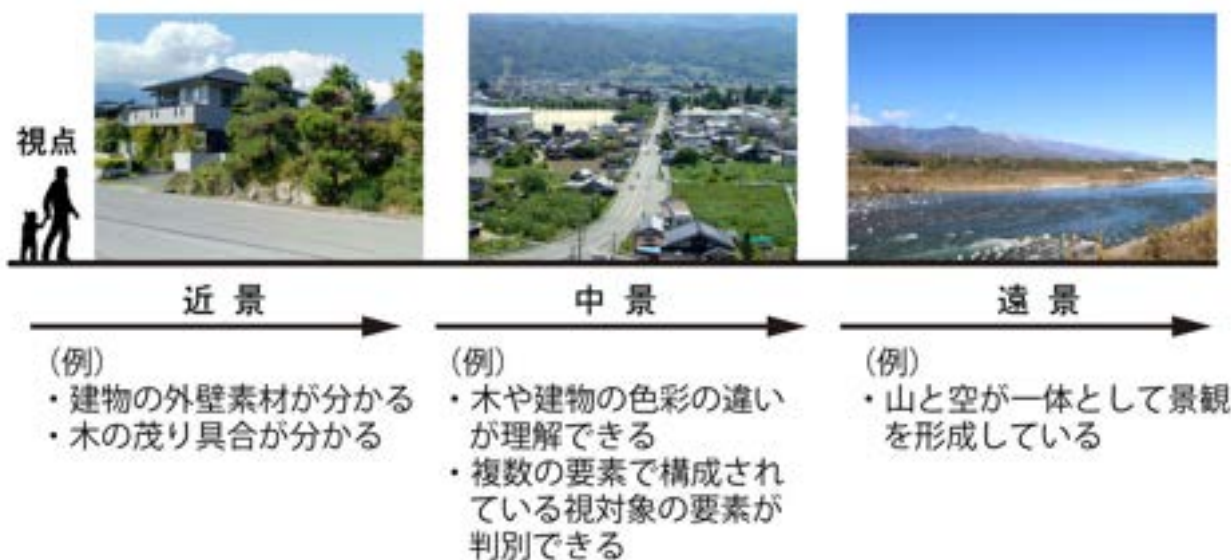 視点
近景
中景
遠景
(例)
・建物の外壁素材が分かる
・木の茂り具合が分かる
(例)
・木や建物の色彩の違い
が理解できる
・複数の要素で構成され
ている視対象の要素が
判別できる
(例)
・山と空が一体として景観
を形成している